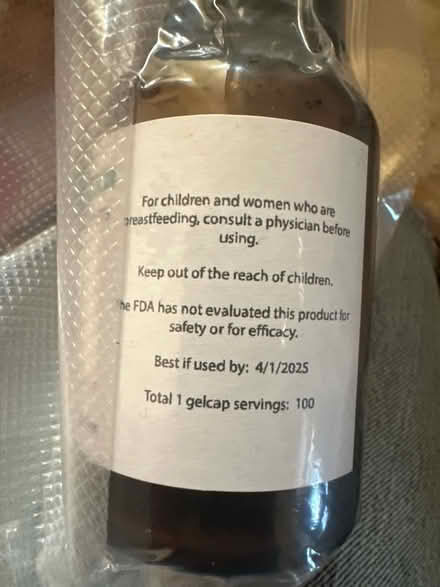 For children and women who are
breastfeeding, consult a physician before
using.
Keep out of the reach of children.
he FDA has not evaluated this product for
safety or for efficacy.
Best if used by: 4/1/2025
Total 1 gelcap servings: 100